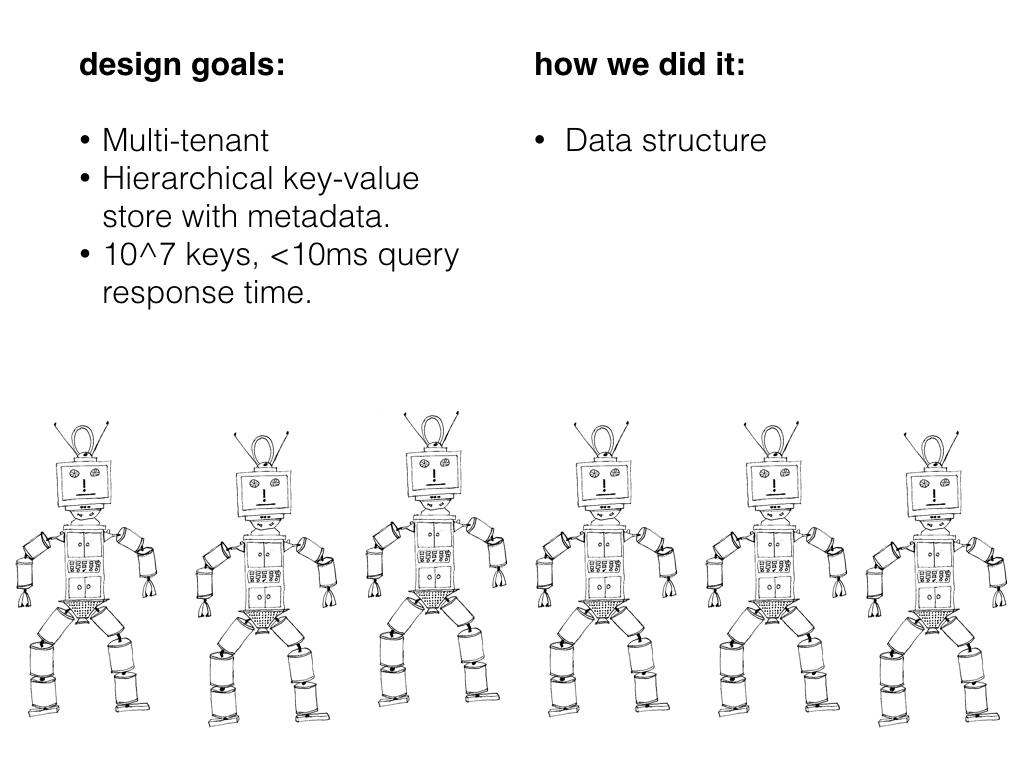 design goals:
• Multi-tenant
• Hierarchical key-value
store with metadata.
• 10^7 keys, <10ms query
response time.
how we did it:
• Data structure